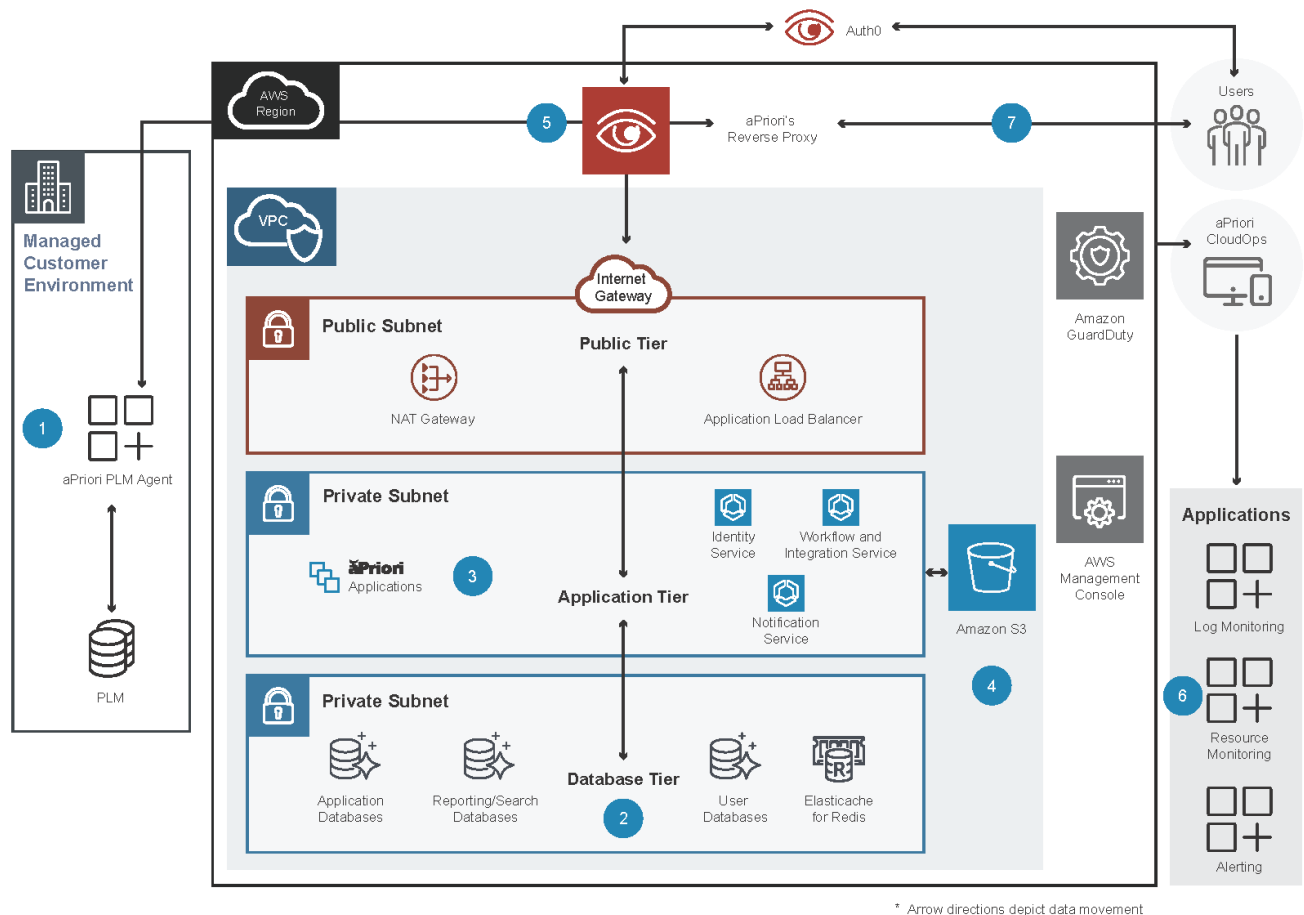 Auth0
AWS
Region
5
aPriori's
Reverse Proxy
7
Users
Managed
Customer
Environment
1
aPriori PLM Agent
PLM
VPC
Internet
Gateway
Public Subnet
Public Tier
NAT Gateway
Application Load Balancer
Private Subnet
aPriori
Applications
3
Application Tier
Identity
Service
Workflow and
Integration Service
Notification
Service
Amazon S3
4
Private Subnet
Database Tier
2
Application
Databases
Reporting/Search
Databases
User
Databases
R
Elasticache
for Redis
Amazon
GuardDuty
AWS
Management
Console
aPriori
CloudOps
Applications
Log Monitoring
6
Resource
Monitoring
Alerting
* Arrow directions depict data movement